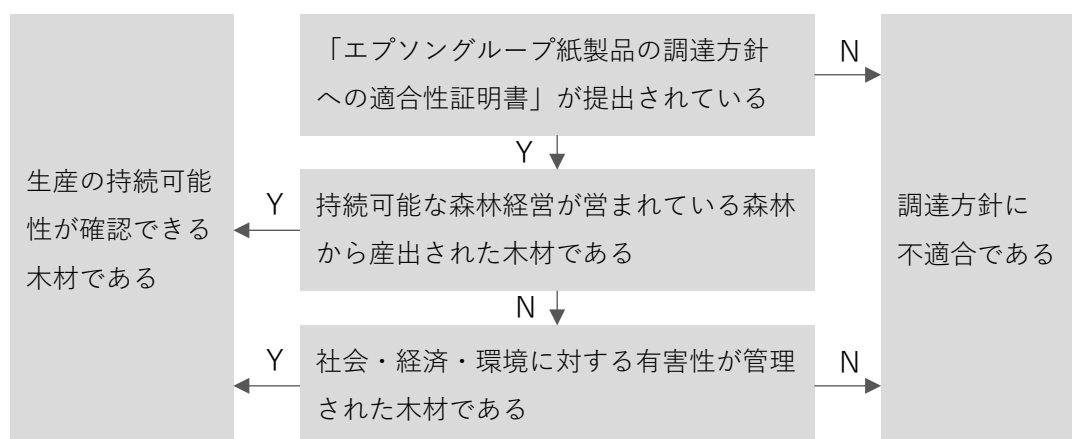 「エプソングループ紙製品の調達方針
への適合性証明書」が提出されている
N
Y
生産の持続可能
性が確認できる
木材である
Y
持続可能な森林経営が営まれている森林
から産出された木材である
調達方針に
不適合である
N
Y
社会・経済・環境に対する有害性が管理
された木材である
N